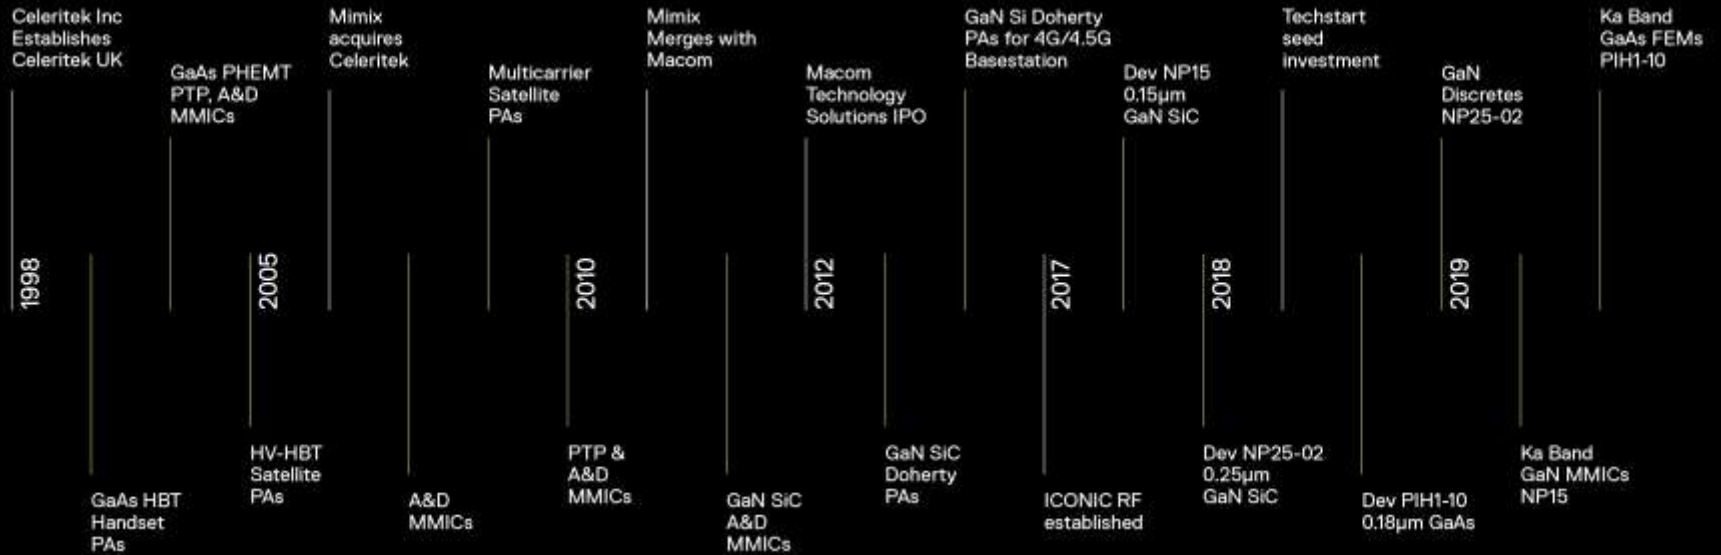 Celeritek Inc
Establishes
Celeritek UK
GaAs PHEMT
PTP, A&D
MMICs
Mimix
acquires
Celeritek
Multicarrier
Satellite
PAs
Mimix
Merges with
Macom
Macom
Technology
Solutions IPO
GaN Si Doherty
PAs for 4G/4.5G
Basestation
Dev NP15
0.15µm
GaN SiC
Techstart
seed
investment
GaN
Discretes
NP25-02
Ka Band
GaAs FEMs
PIH1-10
1998
2005
2010
2012
2017
2018
2019
GaAs HBT
Handset
PAs
HV-HBT
Satellite
PAs
A&D
MMICs
PTP &
A&D
MMICs
GaN SiC
A&D
MMICs
GaN SiC
Doherty
PAs
ICONIC RF
established
Dev NP25-02
0.25µm
GaN SiC
Dev PIH1-10
0.18µm GaAs
Ka Band
GaN MMICs
NP15